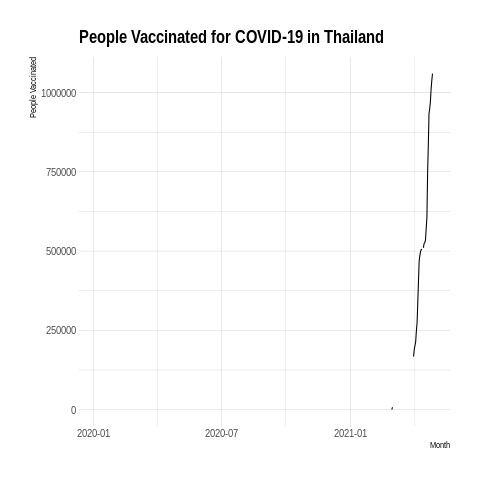 People Vaccinated for COVID-19 in Thailand
People Vaccinated
1000000
750000
500000
250000
0
2020-01
2020-07
2021-01
Month